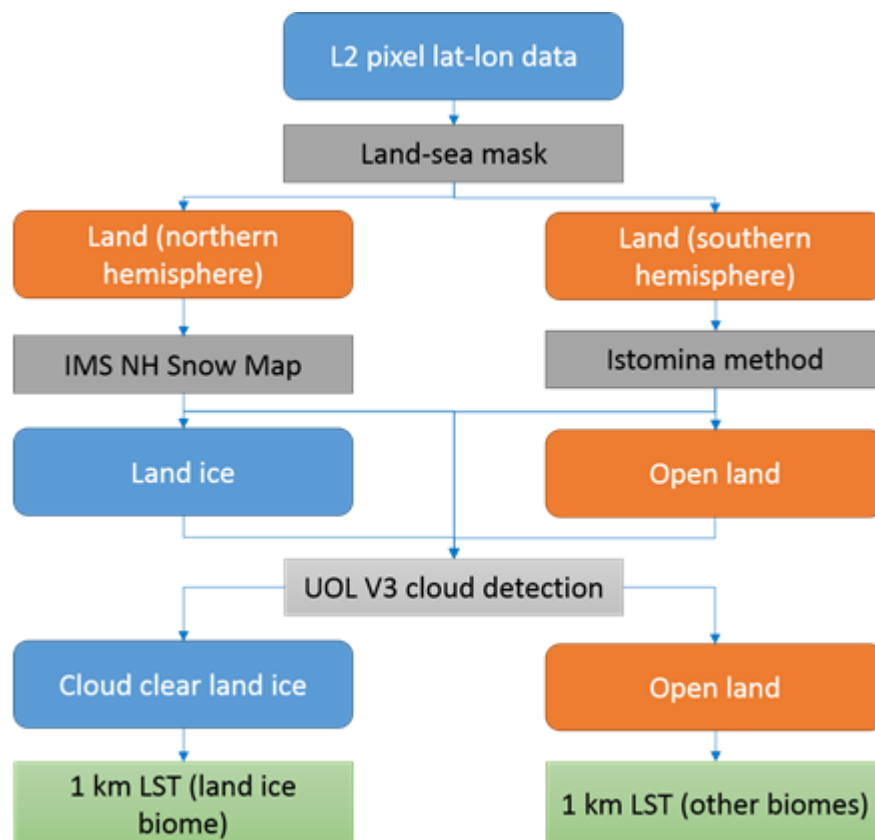 L2 pixel lat-lon data
Land-sea mask
Land (northern
hemisphere)
Land (southern
hemisphere)
IMS NH Snow Map
Istomina method
Land ice
Open land
UOL V3 cloud detection
Cloud clear land ice
Open land
1 km LST (land ice
biome)
1 km LST (other biomes)